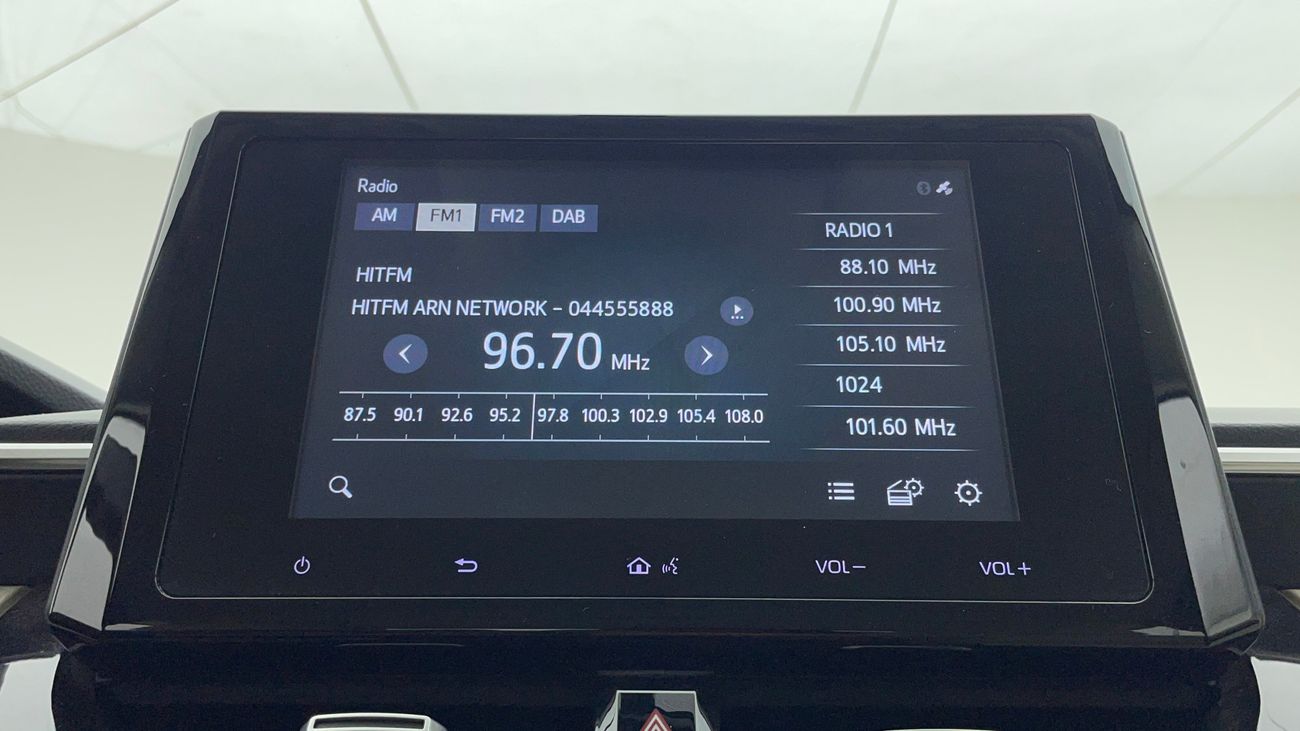 Radio
AM FM1 FM2 DAB
HITFM
HITFM ARN NETWORK - 044555888
96.70 MHz
87.5 90.1 92.6 95.2 97.8 100.3 102.9 105.4 108.0
RADIO 1
88.10 MHz
100.90 MHz
105.10 MHz
1024
101.60 MHz
VOL− VOL+